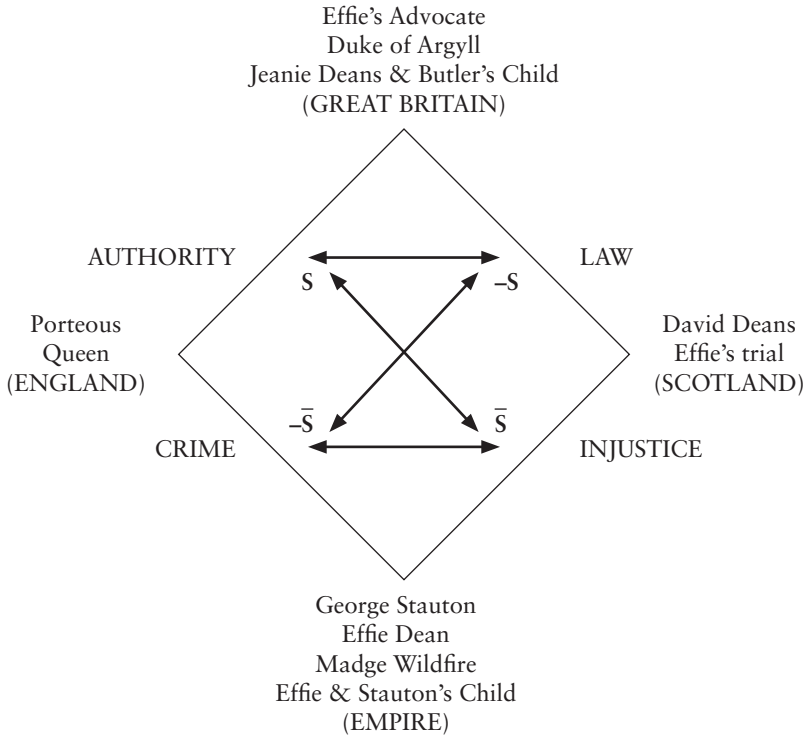 Effie's Advocate
Duke of Argyll
Jeanie Deans & Butler's Child
(GREAT BRITAIN)
AUTHORITY
LAW
S
–S
Porteous
Queen
(ENGLAND)
David Deans
Effie's trial
(SCOTLAND)
–S̅
S̅
CRIME
INJUSTICE
George Stauton
Effie Dean
Madge Wildfire
Effie & Stauton's Child
(EMPIRE)